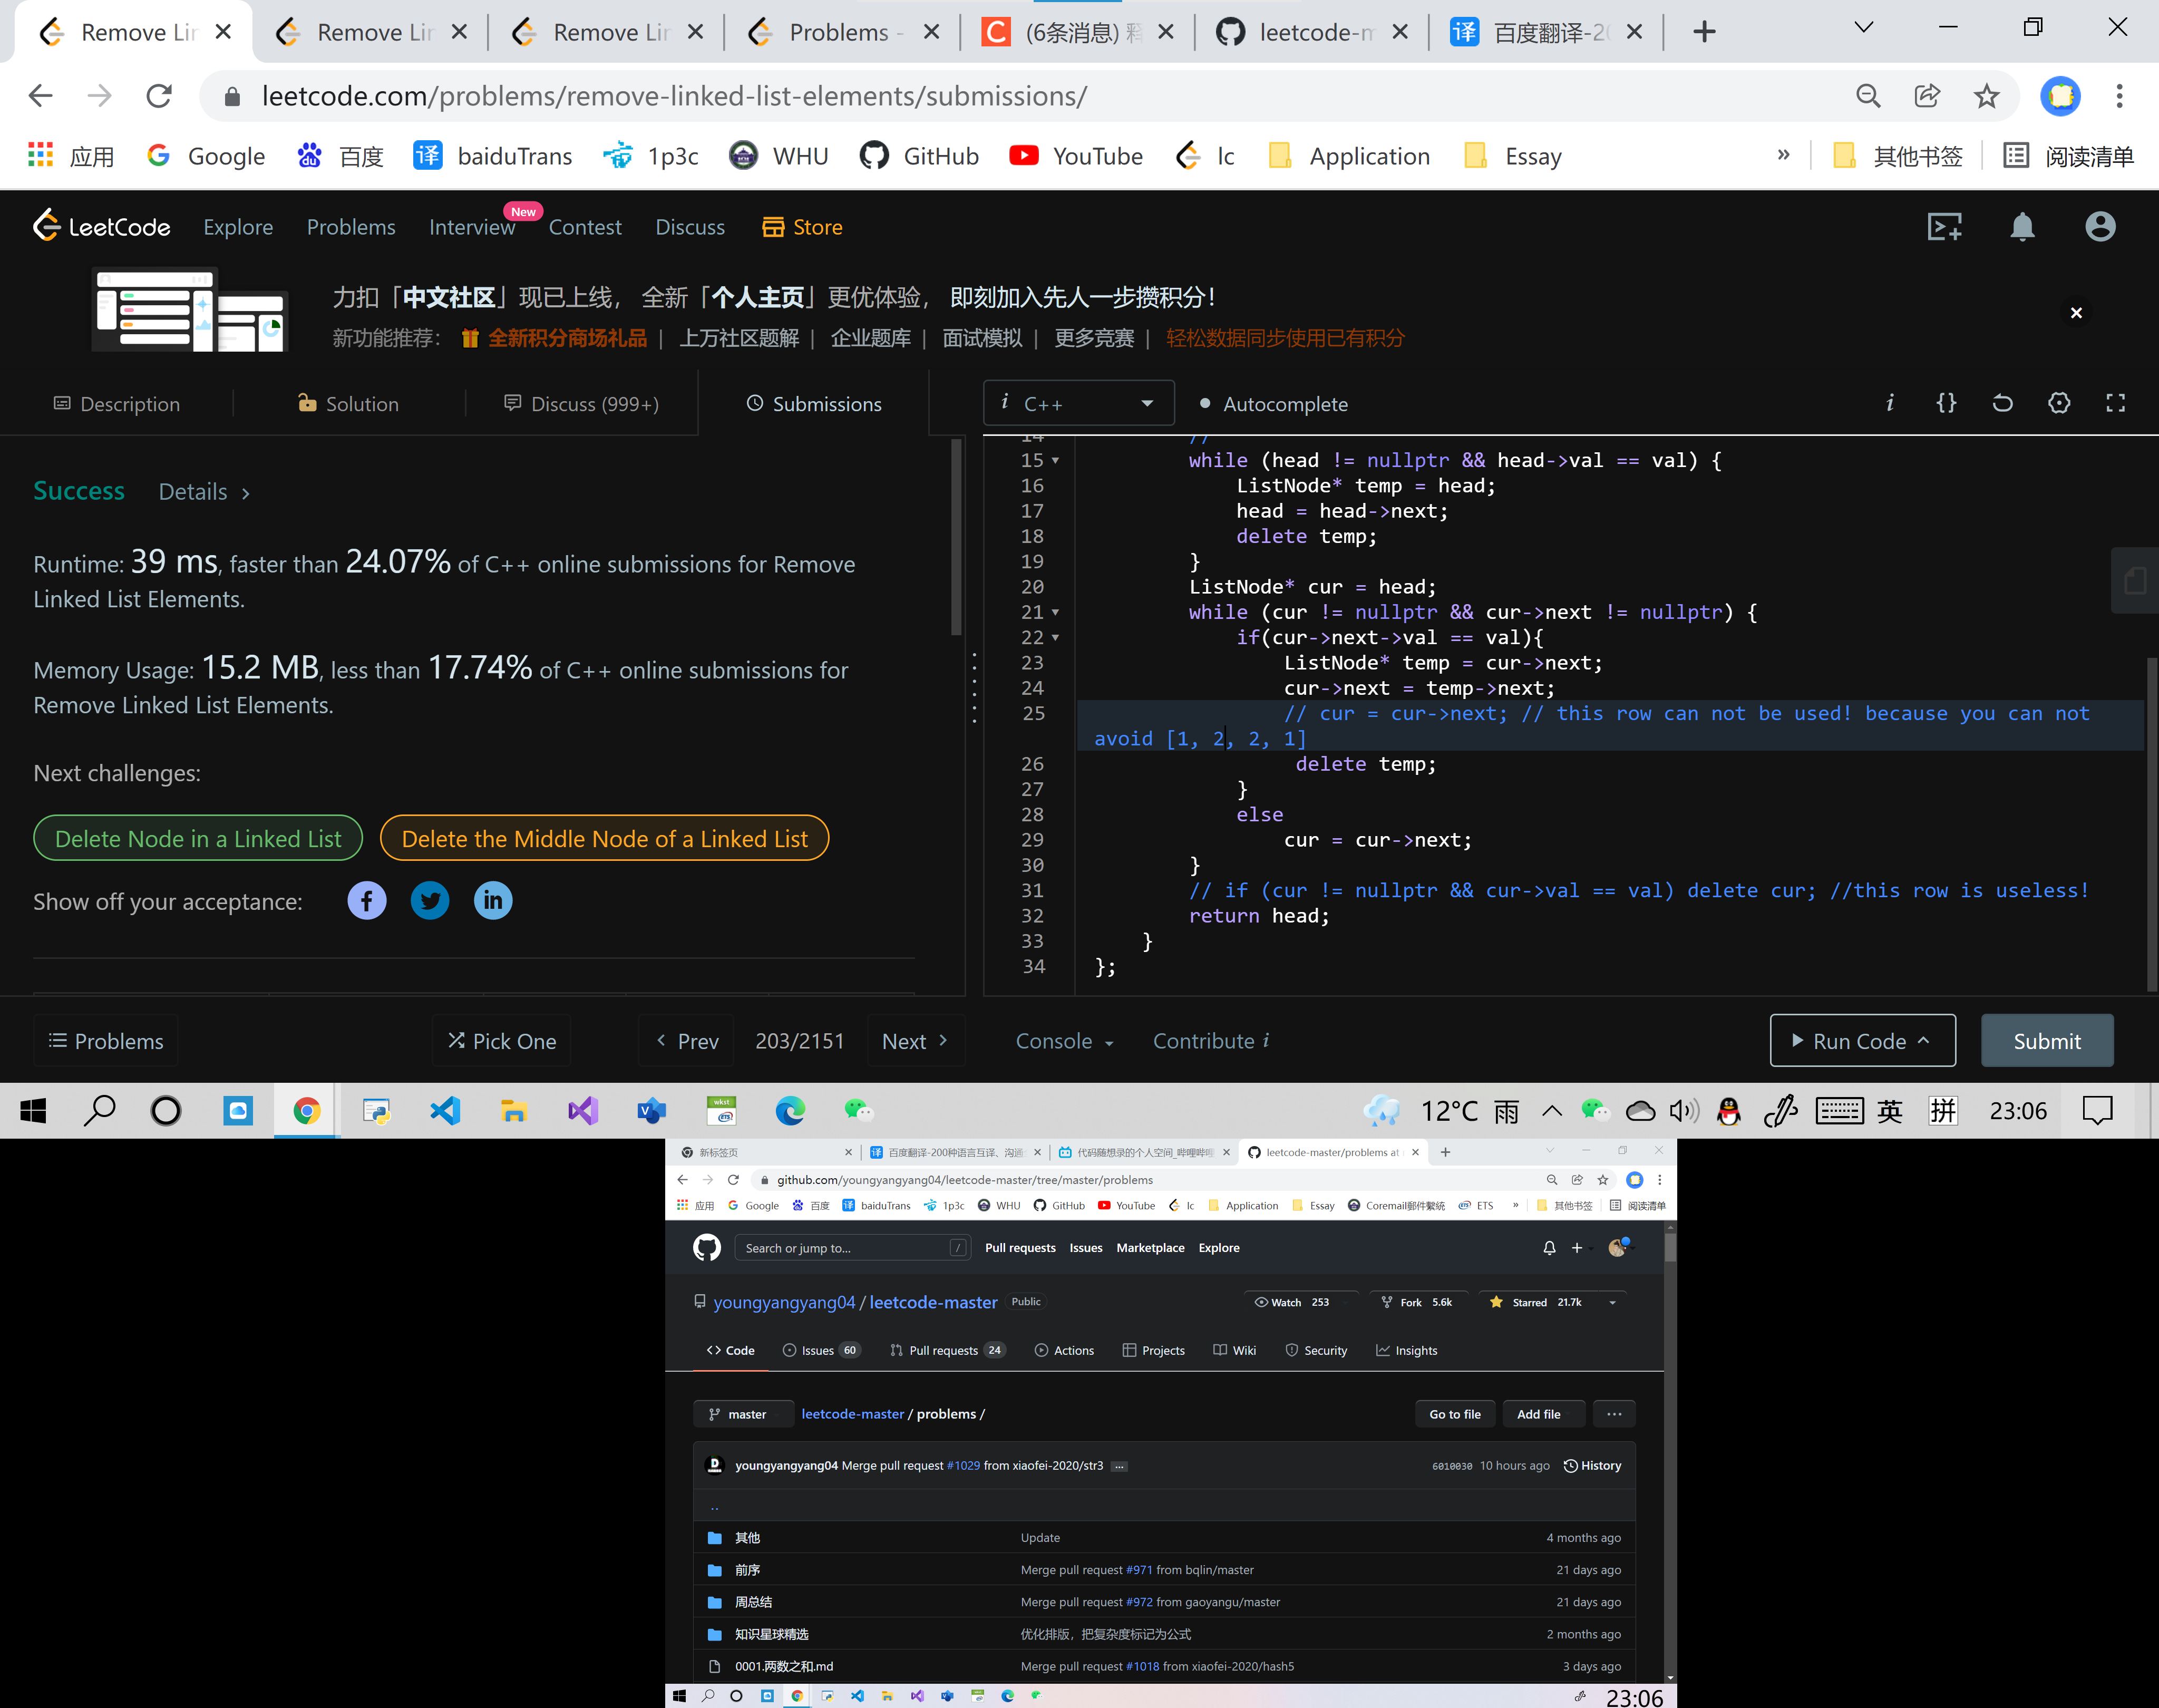 Remove Lin
Remove Lin
Remove Lin
Problems -
(6条消息) 释
leetcode-m
百度翻译-20
leetcode.com/problems/remove-linked-list-elements/submissions/
应用 Google 百度 baiduTrans 1p3c WHU GitHub YouTube lc Application Essay » 其他书签 阅读清单
LeetCode Explore Problems Interview New Contest Discuss Store
力扣「中文社区」现已上线， 全新「个人主页」更优体验， 即刻加入先人一步攒积分！
新功能推荐： 全新积分商场礼品 | 上万社区题解 | 企业题库 | 面试模拟 | 更多竞赛 | 轻松数据同步使用已有积分
Description Solution Discuss (999+) Submissions
Success Details >
Runtime: 39 ms, faster than 24.07% of C++ online submissions for Remove
Linked List Elements.
Memory Usage: 15.2 MB, less than 17.74% of C++ online submissions for
Remove Linked List Elements.
Next challenges:
Delete Node in a Linked List Delete the Middle Node of a Linked List
Show off your acceptance:
i C++ Autocomplete i {}
14 //
15 while (head != nullptr && head->val == val) {
16 ListNode* temp = head;
17 head = head->next;
18 delete temp;
19 }
20 ListNode* cur = head;
21 while (cur != nullptr && cur->next != nullptr) {
22 if(cur->next->val == val){
23 ListNode* temp = cur->next;
24 cur->next = temp->next;
25 // cur = cur->next; // this row can not be used! because you can not
avoid [1, 2, 2, 1]
26 delete temp;
27 }
28 else
29 cur = cur->next;
30 }
31 // if (cur != nullptr && cur->val == val) delete cur; //this row is useless!
32 return head;
33 }
34 };
Problems Pick One < Prev 203/2151 Next > Console Contribute i Run Code Submit
12°C 雨 英 拼 23:06
新标签页
百度翻译-200种语言互译、沟通
代码随想录的个人空间_哔哩哔哩
leetcode-master/problems at
github.com/youngyangyang04/leetcode-master/tree/master/problems
应用 Google 百度 baiduTrans 1p3c WHU GitHub YouTube lc Application Essay Coremail郵件繫統 ETS » 其他书签 阅读清单
Search or jump to... / Pull requests Issues Marketplace Explore
youngyangyang04 / leetcode-master Public Watch 253 Fork 5.6k Starred 21.7k
Code Issues 60 Pull requests 24 Actions Projects Wiki Security Insights
master leetcode-master / problems / Go to file Add file ...
youngyangyang04 Merge pull request #1029 from xiaofei-2020/str3 ... 6010030 10 hours ago History
..
其他 Update 4 months ago
前序 Merge pull request #971 from bqlin/master 21 days ago
周总结 Merge pull request #972 from gaoyangu/master 21 days ago
知识星球精选 优化排版，把复杂度标记为公式 2 months ago
0001.两数之和.md Merge pull request #1018 from xiaofei-2020/hash5 3 days ago
23:06